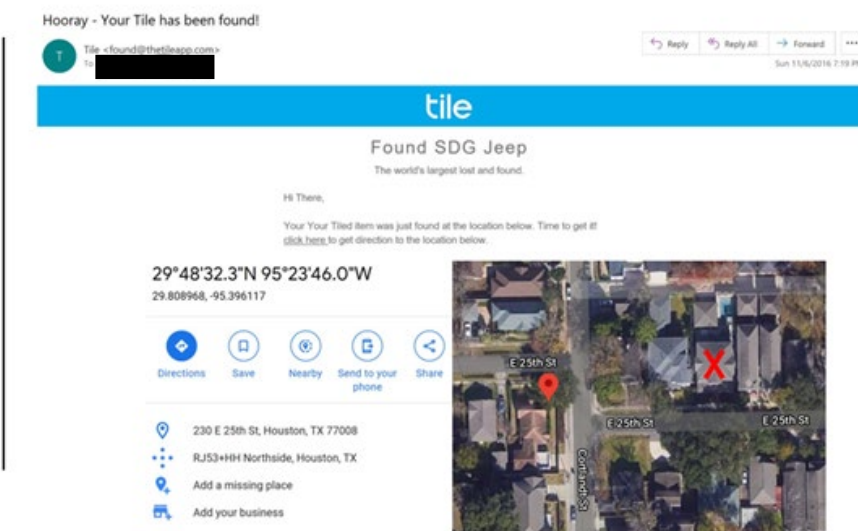 Hooray - Your Tile has been found!
T
Tile <found@thetileapp.com>
To
Reply
Reply All
Forward
Sun 11/6/2016 7:19 PM
tile
Found SDG Jeep
The world's largest lost and found.
Hi There,
Your Your Tiled item was just found at the location below. Time to get it!
click here to get direction to the location below.
29°48'32.3"N 95°23'46.0"W
29.808968, -95.396117
Directions
Save
Nearby
Send to your
phone
Share
230 E 25th St, Houston, TX 77008
RJ53+HH Northside, Houston, TX
Add a missing place
Add your business
E 25th St
E 25th St
E 25th St
Cortlandt St
X